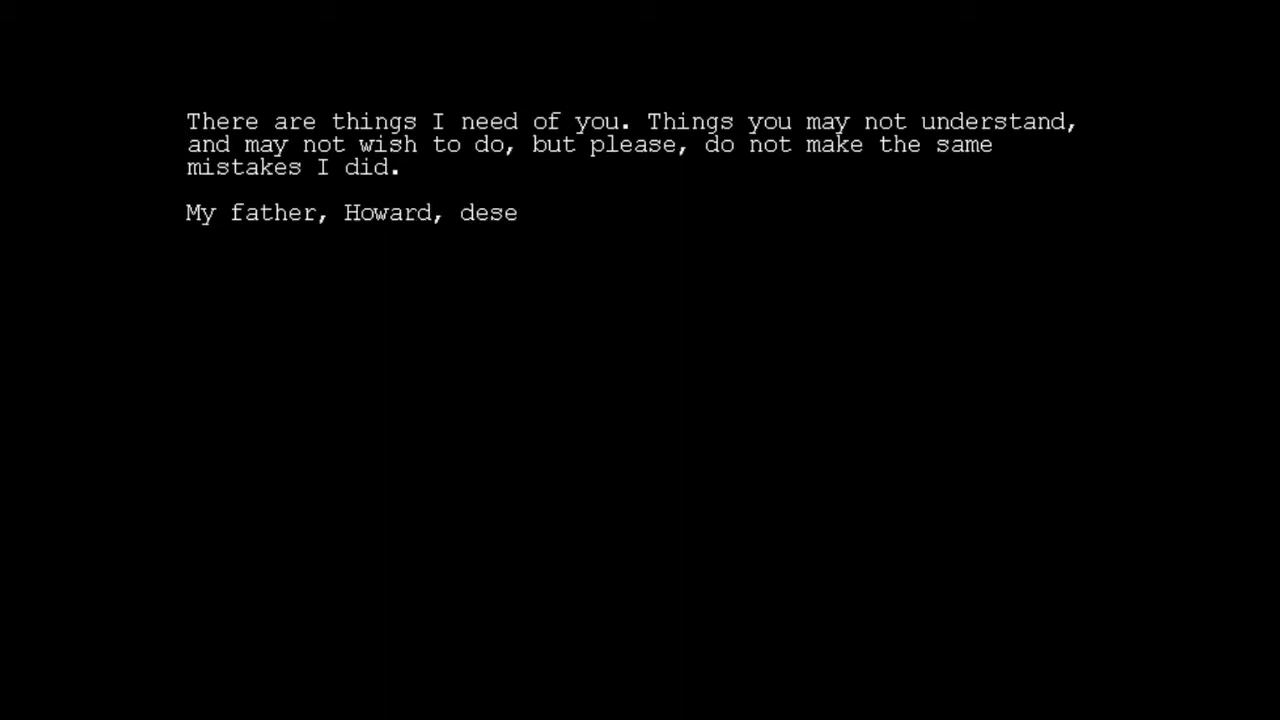 There are things I need of you. Things you may not understand,
and may not wish to do, but please, do not make the same
mistakes I did.
My father, Howard, dese